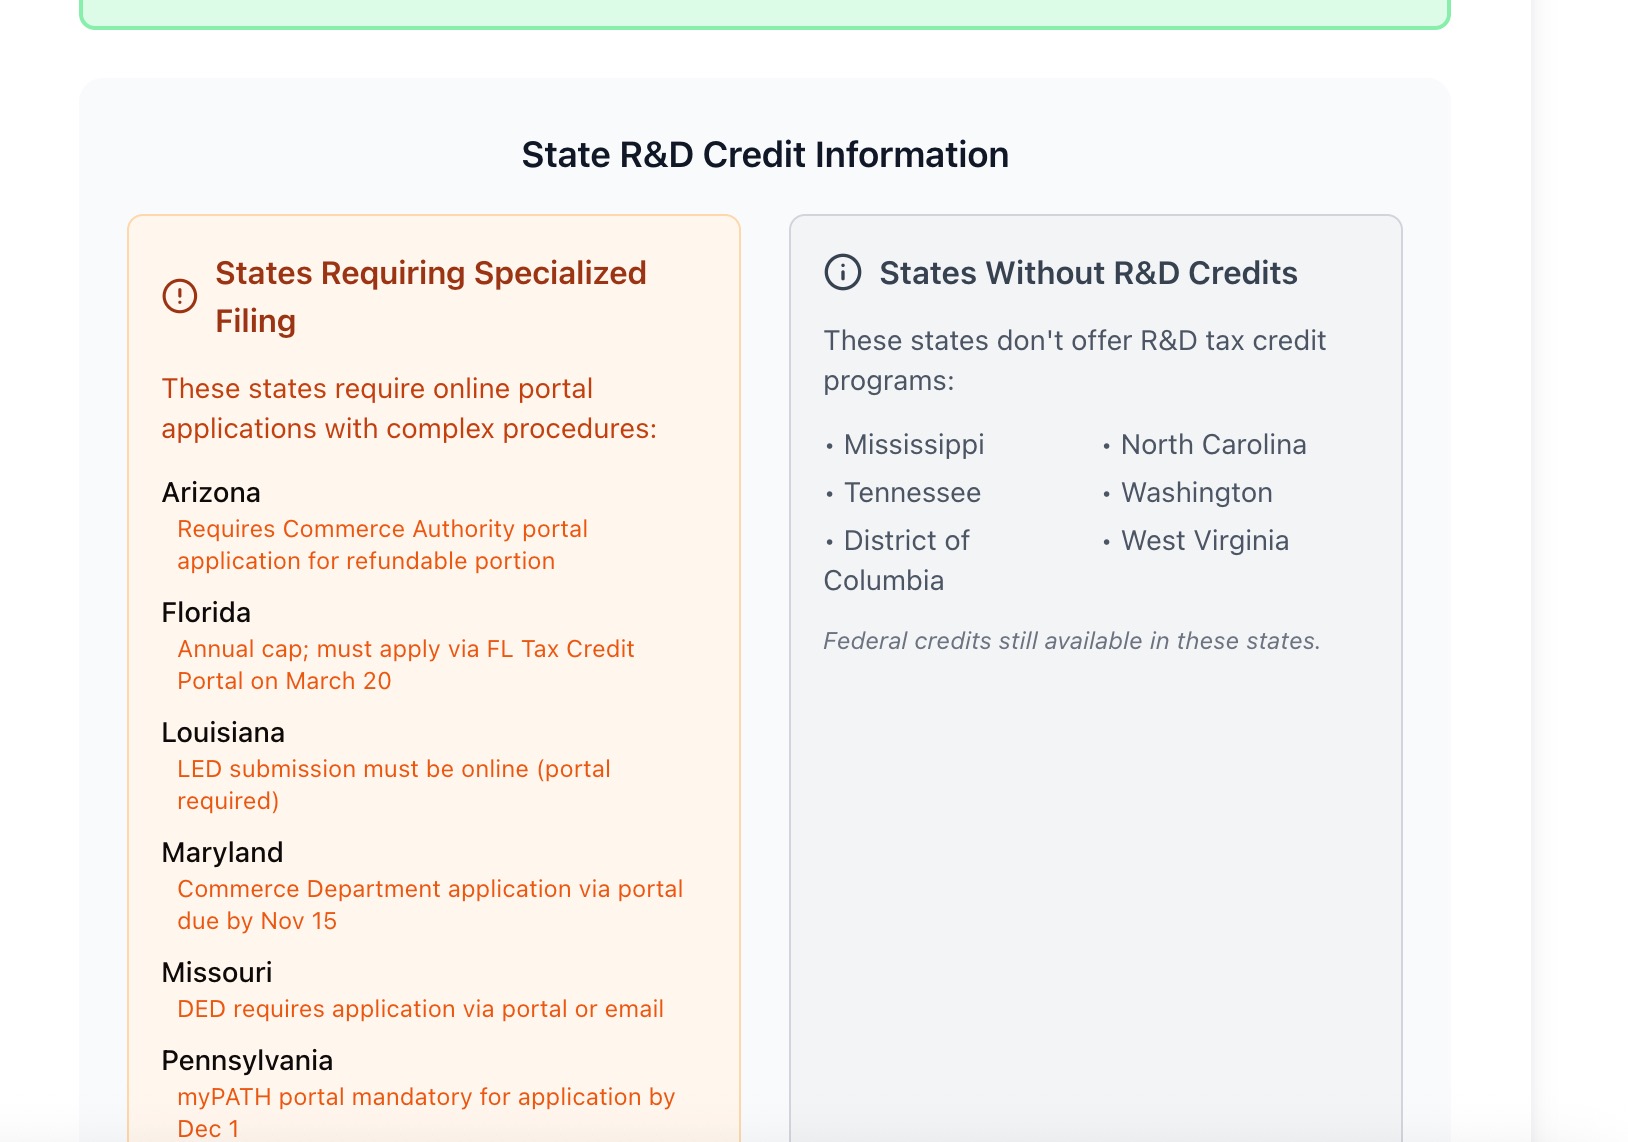 State R&D Credit Information
States Requiring Specialized
Filing
These states require online portal
applications with complex procedures:
Arizona
Requires Commerce Authority portal
application for refundable portion
Florida
Annual cap; must apply via FL Tax Credit
Portal on March 20
Louisiana
LED submission must be online (portal
required)
Maryland
Commerce Department application via portal
due by Nov 15
Missouri
DED requires application via portal or email
Pennsylvania
myPATH portal mandatory for application by
Dec 1
States Without R&D Credits
These states don't offer R&D tax credit
programs:
• Mississippi
• North Carolina
• Tennessee
• Washington
• District of
Columbia
• West Virginia
Federal credits still available in these states.